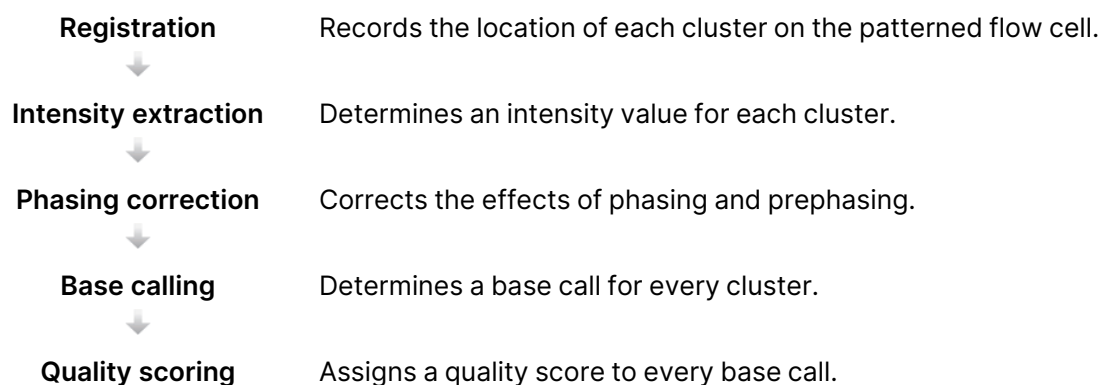 Registration Records the location of each cluster on the patterned flow cell.
Intensity extraction Determines an intensity value for each cluster.
Phasing correction Corrects the effects of phasing and prephasing.
Base calling Determines a base call for every cluster.
Quality scoring Assigns a quality score to every base call.